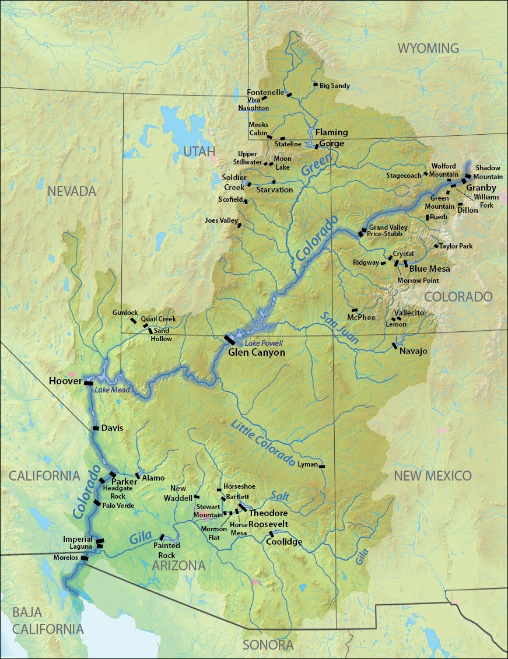 WYOMING
Big Sandy
Fontenelle
Viva
Naughton
Meeks
Cabin
Stateline
Flaming
Gorge
UTAH
Upper
Stillwater
Moon
Lake
Green
Wolford
Mountain
Shadow
Mountain
Stagecoach
Granby
Soldier
Creek
Starvation
Green
Mountain
Williams
Fork
NEVADA
Scofield
Dillon
Ruedi
Joes Valley
Colorado
Grand Valley
Price-Stubb
Taylor Park
Crystal
Ridgway
Blue Mesa
Morrow Point
COLORADO
Gunlock
Quail Creek
Sand
Hollow
McPhee
Vallecito
Lemon
San Juan
Lake Powell
Glen Canyon
Navajo
Hoover
Lake Mead
Davis
Little Colorado
Lyman
CALIFORNIA
NEW MEXICO
Colorado
Parker
Alamo
Headgate
Rock
Palo Verde
New
Waddell
Horseshoe
Bartlett
Salt
Stewart
Mountain
Theodore
Roosevelt
Horse
Mesa
Mormon
Flat
Imperial
Laguna
Gila
Coolidge
Gila
Morelos
Painted
Rock
ARIZONA
BAJA
CALIFORNIA
SONORA